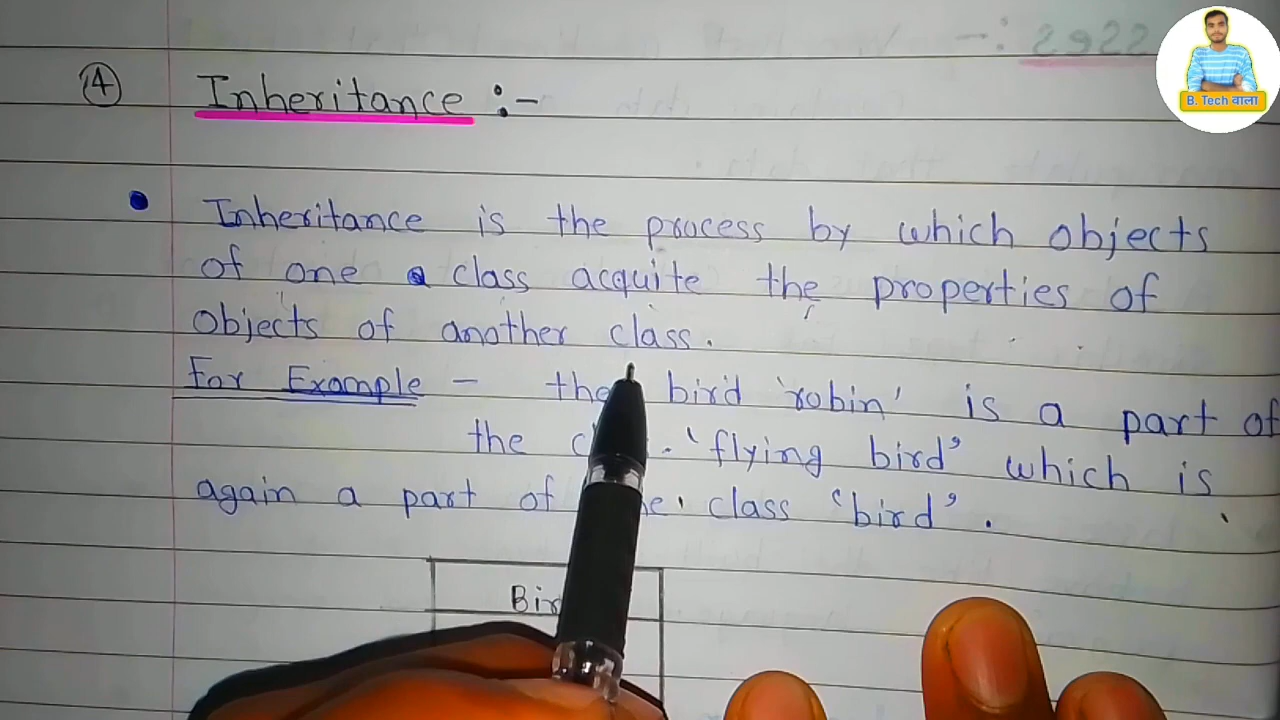 ④ Inheritance :-
• Inheritance is the process by which objects
of one class acquite the properties of
objects of another class.
For Example - the bird 'robin' is a part of
the 'flying bird' which is
again a part of class 'bird'.
B. Tech वाला